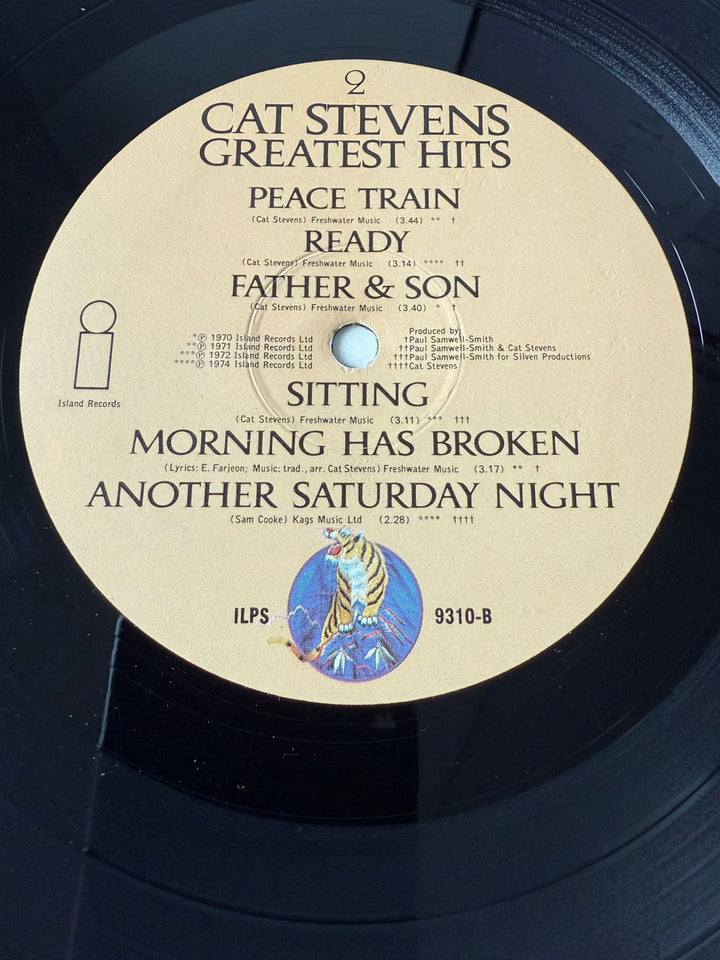 2
CAT STEVENS
GREATEST HITS
PEACE TRAIN
(Cat Stevens) Freshwater Music (3.44) ** †
READY
(Cat Stevens) Freshwater Music (3.14) **** ††
FATHER & SON
(Cat Stevens) Freshwater Music (3.40) * †
*℗ 1970 Island Records Ltd
**℗ 1971 Island Records Ltd
***℗ 1972 Island Records Ltd
****℗ 1974 Island Records Ltd
Produced by:
†Paul Samwell-Smith
††Paul Samwell-Smith & Cat Stevens
†††Paul Samwell-Smith for Silven Productions
††††Cat Stevens
i
Island Records
SITTING
(Cat Stevens) Freshwater Music (3.11) *** †††
MORNING HAS BROKEN
(Lyrics: E. Farjeon; Music: trad., arr. Cat Stevens) Freshwater Music (3.17) ** †
ANOTHER SATURDAY NIGHT
(Sam Cooke) Kags Music Ltd (2.28) **** ††††
ILPS 9310-B